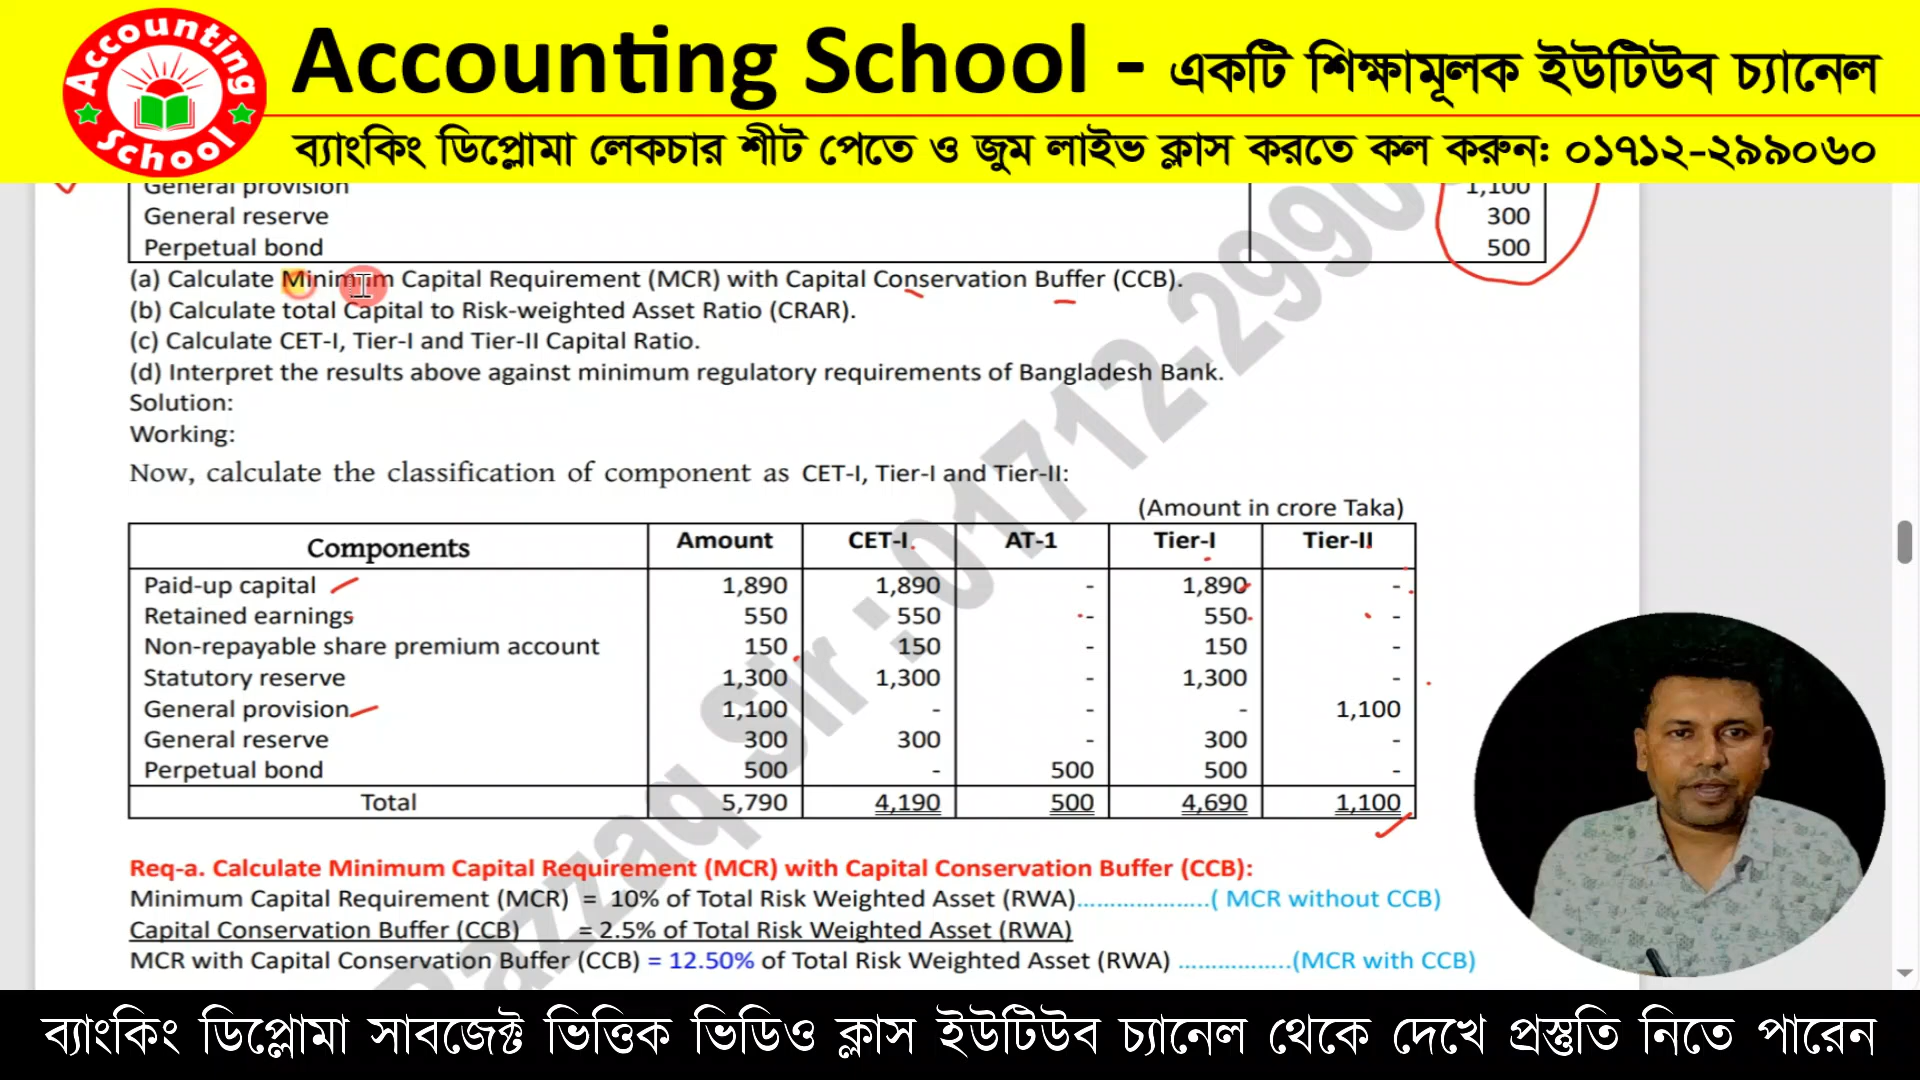 Accounting School
Accounting School - একটি শিক্ষামূলক ইউটিউব চ্যানেল
ব্যাংকিং ডিপ্লোমা লেকচার শীট পেতে ও জুম লাইভ ক্লাস করতে কল করুন: ০১৭১২-২৯৯০৬০
General provision 1,100
General reserve 300
Perpetual bond 500
(a) Calculate Minimum Capital Requirement (MCR) with Capital Conservation Buffer (CCB).
(b) Calculate total Capital to Risk-weighted Asset Ratio (CRAR).
(c) Calculate CET-I, Tier-I and Tier-II Capital Ratio.
(d) Interpret the results above against minimum regulatory requirements of Bangladesh Bank.
Solution:
Working:
Now, calculate the classification of component as CET-I, Tier-I and Tier-II:
(Amount in crore Taka)
Components Amount CET-I AT-1 Tier-I Tier-II
Paid-up capital 1,890 1,890 - 1,890 -
Retained earnings 550 550 - 550 -
Non-repayable share premium account 150 150 - 150 -
Statutory reserve 1,300 1,300 - 1,300 -
General provision 1,100 - - - 1,100
General reserve 300 300 - 300 -
Perpetual bond 500 - 500 500 -
Total 5,790 4,190 500 4,690 1,100
Req-a. Calculate Minimum Capital Requirement (MCR) with Capital Conservation Buffer (CCB):
Minimum Capital Requirement (MCR) = 10% of Total Risk Weighted Asset (RWA)....................( MCR without CCB)
Capital Conservation Buffer (CCB) = 2.5% of Total Risk Weighted Asset (RWA)
MCR with Capital Conservation Buffer (CCB) = 12.50% of Total Risk Weighted Asset (RWA) .................(MCR with CCB)
Razzaq Sir : 01712-2990
ব্যাংকিং ডিপ্লোমা সাবজেক্ট ভিত্তিক ভিডিও ক্লাস ইউটিউব চ্যানেল থেকে দেখে প্রস্তুতি নিতে পারেন